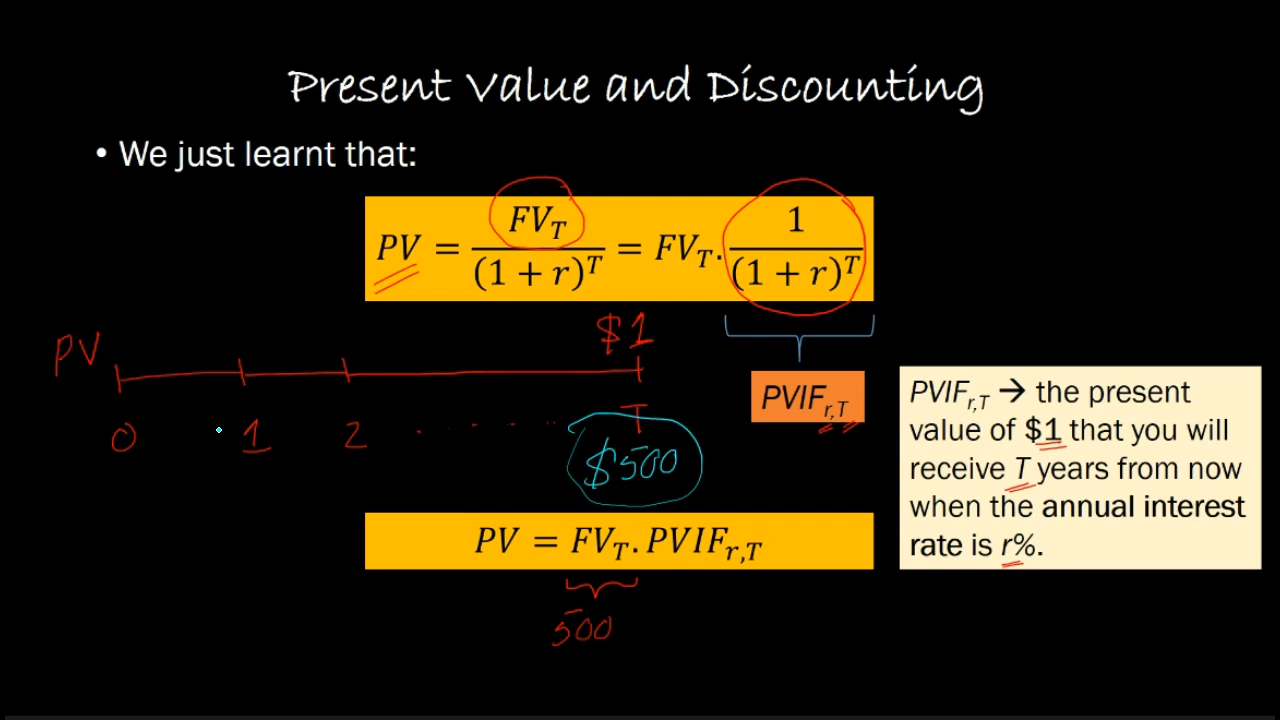 Present Value and Discounting
• We just learnt that:
PV = FV_T / (1 + r)^T = FV_T . 1 / (1 + r)^T
$1
PV
PVIF_r,T
0 1 2 ........ T
$500
PVIF_r,T → the present
value of $1 that you will
receive T years from now
when the annual interest
rate is r%.
PV = FV_T . PVIF_r,T
500